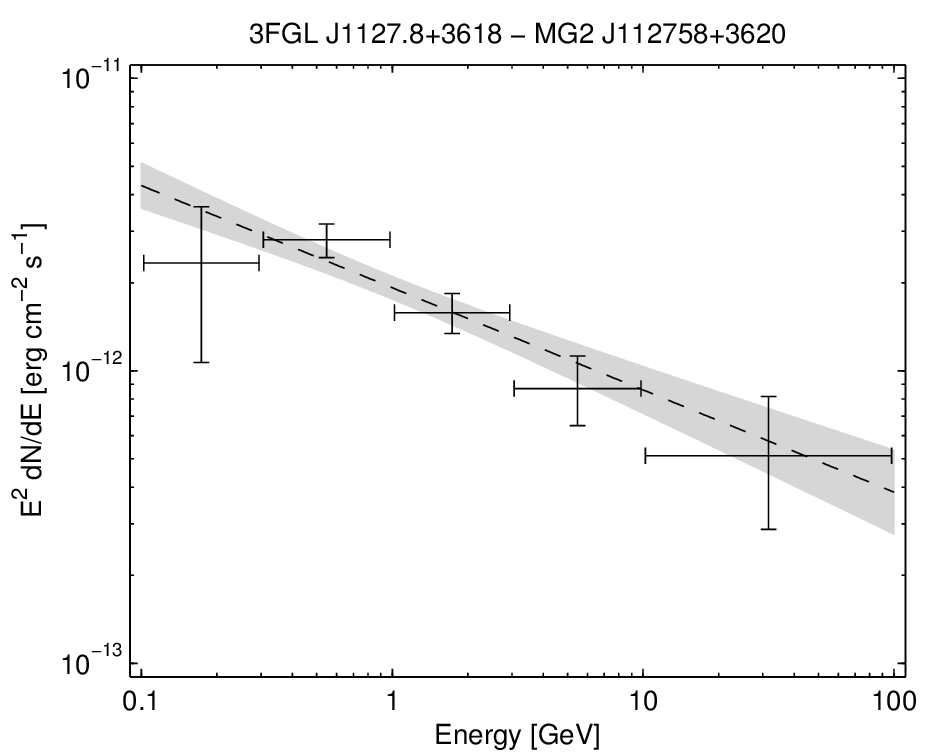 3FGL J1127.8+3618 − MG2 J112758+3620
10⁻¹¹
10⁻¹²
10⁻¹³
E² dN/dE [erg cm⁻² s⁻¹]
0.1 1 10 100
Energy [GeV]